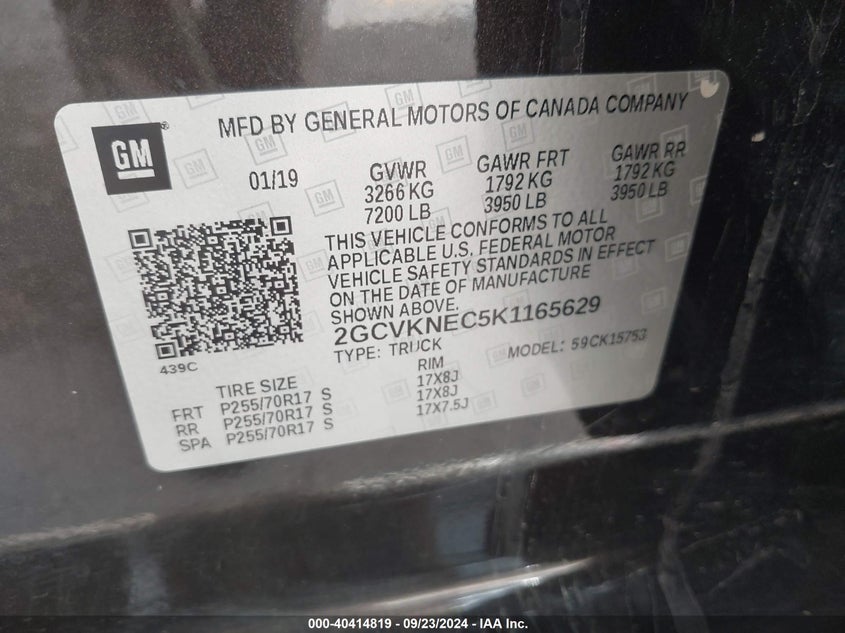 GM
®
MFD BY GENERAL MOTORS OF CANADA COMPANY
01/19
GVWR
3266 KG
7200 LB
GAWR FRT
1792 KG
3950 LB
GAWR RR
1792 KG
3950 LB
THIS VEHICLE CONFORMS TO ALL
APPLICABLE U.S. FEDERAL MOTOR
VEHICLE SAFETY STANDARDS IN EFFECT
ON THE DATE OF MANUFACTURE
SHOWN ABOVE.
2GCVKNEC5K1165629
TYPE: TRUCK
MODEL: 59CK15753
439C
TIRE SIZE
RIM
FRT P255/70R17 S 17X8J
RR P255/70R17 S 17X8J
SPA P255/70R17 S 17X7.5J
000-40414819 - 09/23/2024 - IAA Inc.